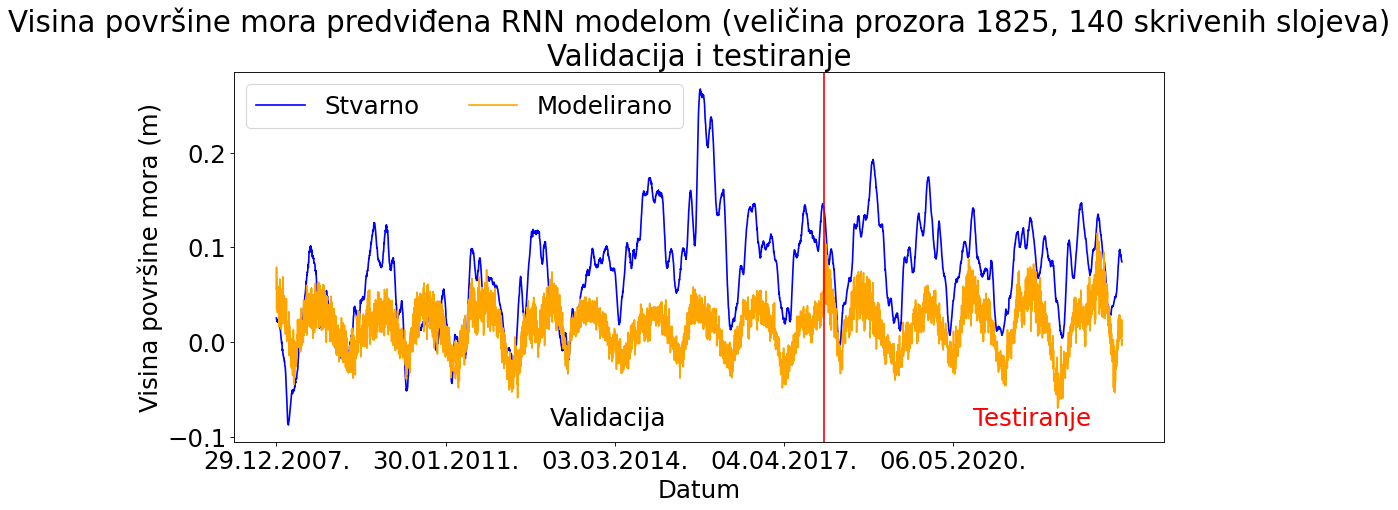 Visina površine mora predviđena RNN modelom (veličina prozora 1825, 140 skrivenih slojeva)
Validacija i testiranje
Stvarno Modelirano
Visina površine mora (m)
0.2
0.1
0.0
−0.1
Validacija Testiranje
29.12.2007. 30.01.2011. 03.03.2014. 04.04.2017. 06.05.2020.
Datum